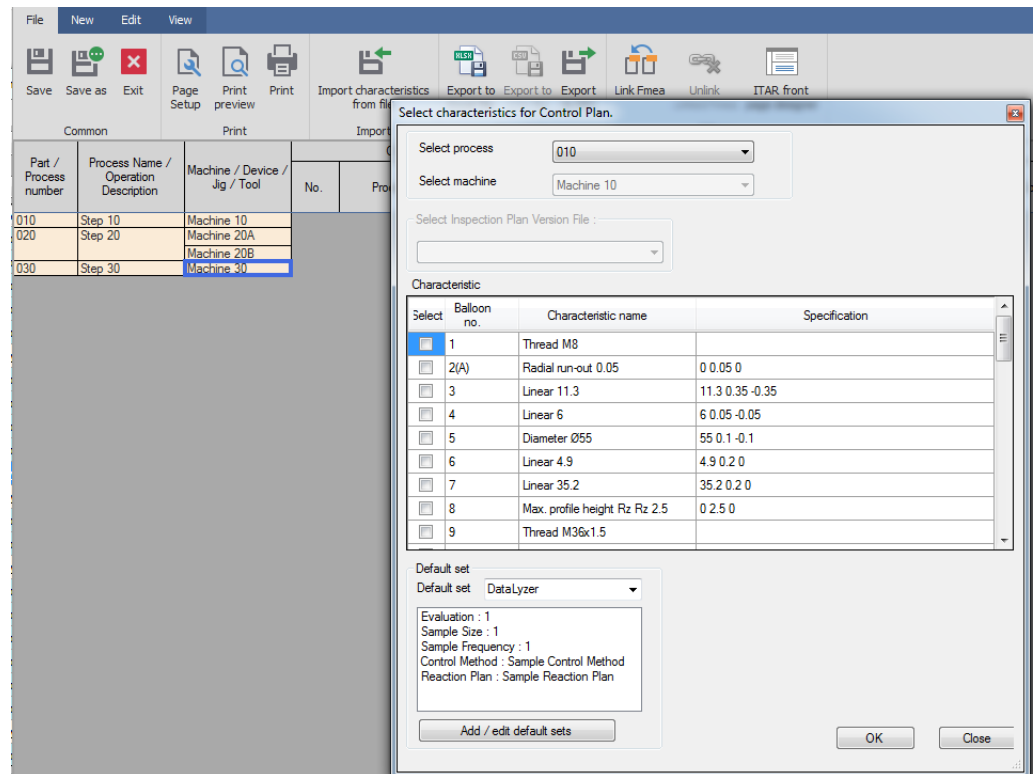 File New Edit View
Save Save as Exit Page Setup Print preview Print Import characteristics from file Export to Export to Export Link Fmea Unlink ITAR front
Common Print Import
Select characteristics for Control Plan.
Part / Process number Process Name / Operation Description Machine / Device / Jig / Tool No.
010 Step 10 Machine 10
020 Step 20 Machine 20A
Machine 20B
030 Step 30 Machine 30
Select process 010
Select machine Machine 10
Select Inspection Plan Version File :
Characteristic
Select Balloon no. Characteristic name Specification
1 Thread M8
2(A) Radial run-out 0.05 0 0.05 0
3 Linear 11.3 11.3 0.35 -0.35
4 Linear 6 6 0.05 -0.05
5 Diameter Ø55 55 0.1 -0.1
6 Linear 4.9 4.9 0.2 0
7 Linear 35.2 35.2 0.2 0
8 Max. profile height Rz Rz 2.5 0 2.5 0
9 Thread M36x1.5
Default set
Default set DataLyzer
Evaluation : 1
Sample Size : 1
Sample Frequency : 1
Control Method : Sample Control Method
Reaction Plan : Sample Reaction Plan
Add / edit default sets
OK Close